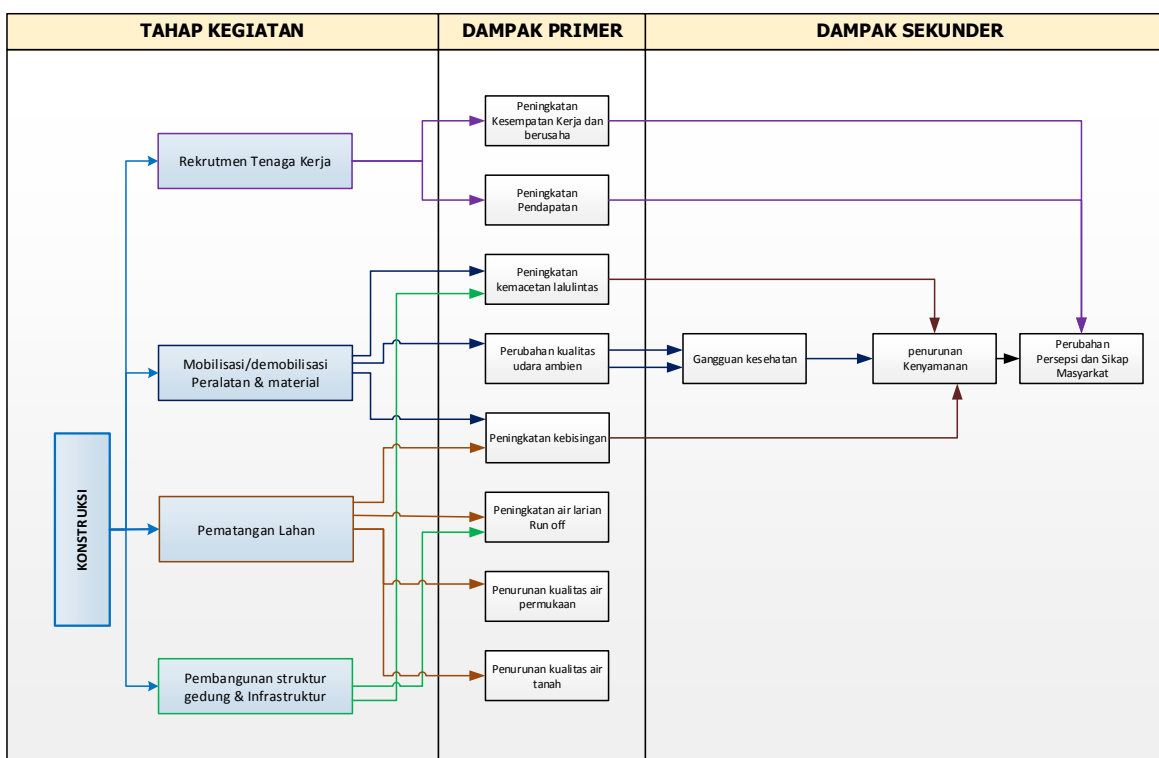 TAHAP KEGIATAN
DAMPAK PRIMER
DAMPAK SEKUNDER
KONSTRUKSI
Rekrutmen Tenaga Kerja
Mobilisasi/demobilisasi
Peralatan & material
Pematangan Lahan
Pembangunan struktur
gedung & Infrastruktur
Peningkatan
Kesempatan Kerja dan
berusaha
Peningkatan
Pendapatan
Peningkatan
kemacetan lalulintas
Perubahan kualitas
udara ambien
Peningkatan kebisingan
Peningkatan air larian
Run off
Penurunan kualitas air
permukaan
Penurunan kualitas air
tanah
Gangguan kesehatan
penurunan
Kenyamanan
Perubahan
Persepsi dan Sikap
Masyarkat